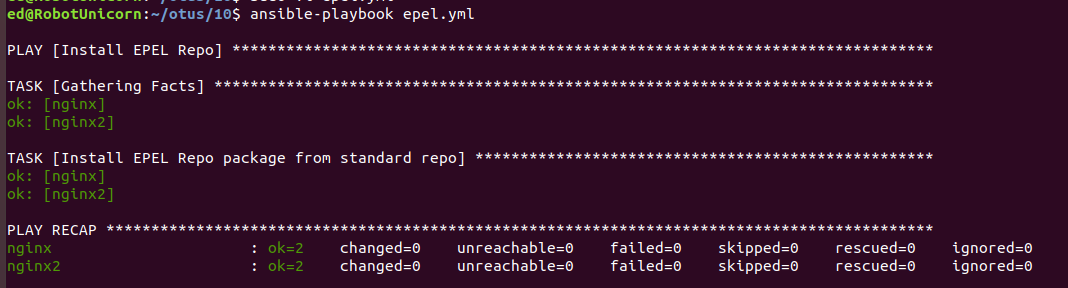 ed@RobotUnicorn:~/otus/10$ ansible-playbook epel.yml
PLAY [Install EPEL Repo] ******************************************************************************
TASK [Gathering Facts] ********************************************************************************
ok: [nginx]
ok: [nginx2]
TASK [Install EPEL Repo package from standard repo] ***************************************************
ok: [nginx]
ok: [nginx2]
PLAY RECAP ********************************************************************************************
nginx                      : ok=2    changed=0    unreachable=0    failed=0    skipped=0    rescued=0    ignored=0
nginx2                     : ok=2    changed=0    unreachable=0    failed=0    skipped=0    rescued=0    ignored=0